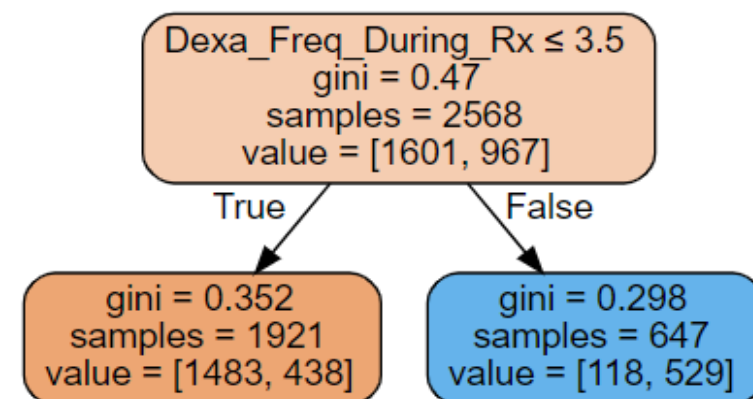 Dexa_Freq_During_Rx ≤ 3.5
gini = 0.47
samples = 2568
value = [1601, 967]
True
False
gini = 0.352
samples = 1921
value = [1483, 438]
gini = 0.298
samples = 647
value = [118, 529]